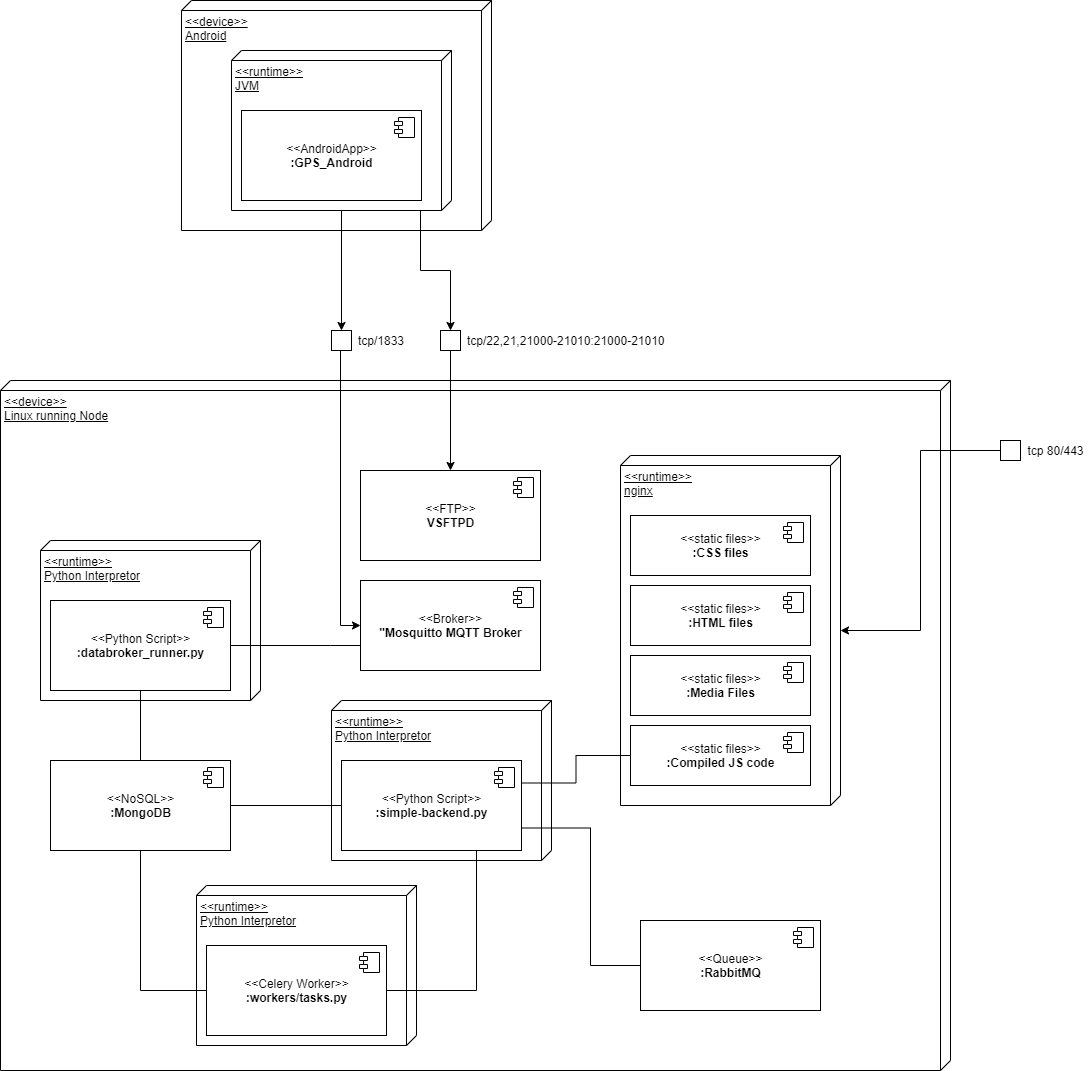 <<device>>
Android
<<runtime>>
JVM
<<AndroidApp>>
:GPS_Android
tcp/1833
tcp/22,21,21000-21010:21000-21010
<<device>>
Linux running Node
tcp 80/443
<<FTP>>
VSFTPD
<<runtime>>
nginx
<<static files>>
:CSS files
<<static files>>
:HTML files
<<static files>>
:Media Files
<<static files>>
:Compiled JS code
<<runtime>>
Python Interpretor
<<Python Script>>
:databroker_runner.py
<<Broker>>
"Mosquitto MQTT Broker
<<runtime>>
Python Interpretor
<<Python Script>>
:simple-backend.py
<<NoSQL>>
:MongoDB
<<runtime>>
Python Interpretor
<<Celery Worker>>
:workers/tasks.py
<<Queue>>
:RabbitMQ